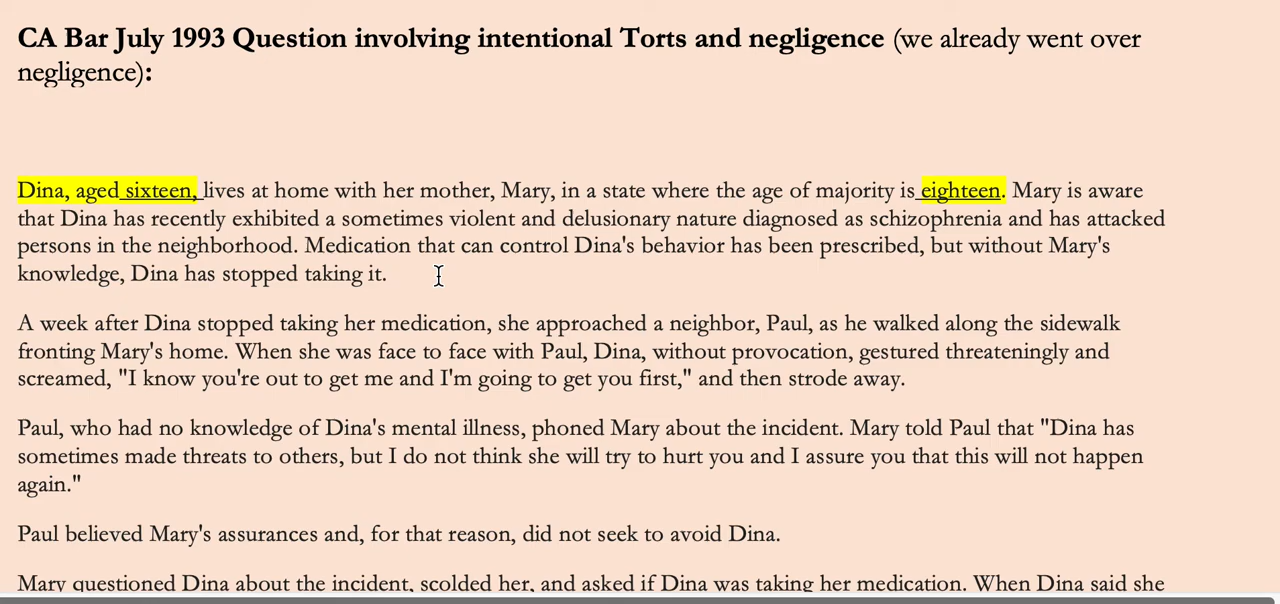 CA Bar July 1993 Question involving intentional Torts and negligence (we already went over
negligence):
Dina, aged sixteen, lives at home with her mother, Mary, in a state where the age of majority is eighteen. Mary is aware
that Dina has recently exhibited a sometimes violent and delusionary nature diagnosed as schizophrenia and has attacked
persons in the neighborhood. Medication that can control Dina's behavior has been prescribed, but without Mary's
knowledge, Dina has stopped taking it.
A week after Dina stopped taking her medication, she approached a neighbor, Paul, as he walked along the sidewalk
fronting Mary's home. When she was face to face with Paul, Dina, without provocation, gestured threateningly and
screamed, "I know you're out to get me and I'm going to get you first," and then strode away.
Paul, who had no knowledge of Dina's mental illness, phoned Mary about the incident. Mary told Paul that "Dina has
sometimes made threats to others, but I do not think she will try to hurt you and I assure you that this will not happen
again."
Paul believed Mary's assurances and, for that reason, did not seek to avoid Dina.
Mary questioned Dina about the incident, scolded her, and asked if Dina was taking her medication. When Dina said she